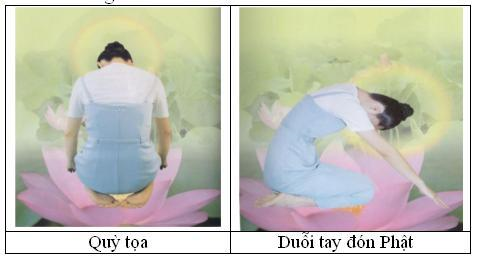 Quỳ tọa
Duỗi tay đón Phật